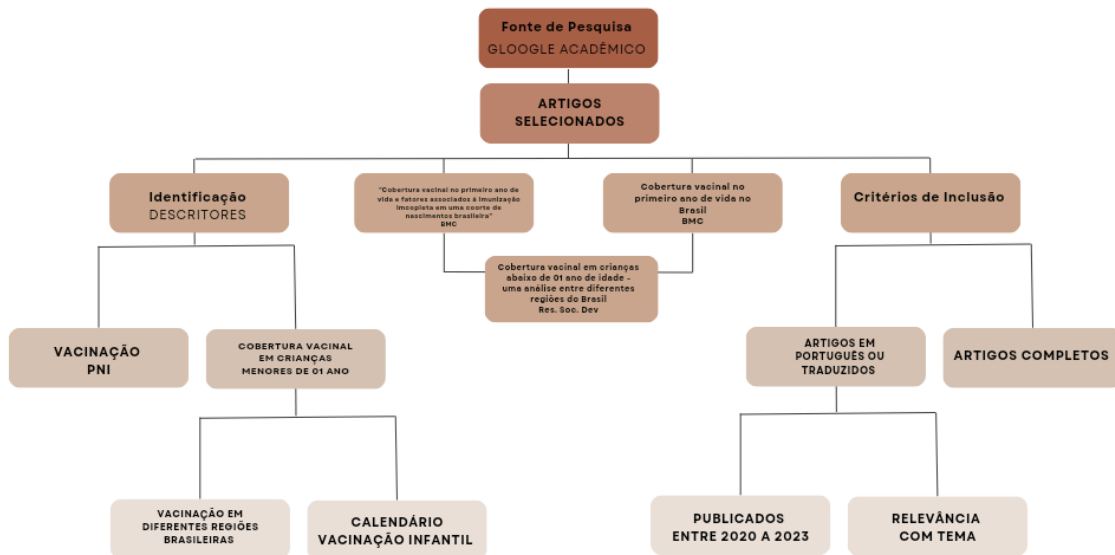 Fonte de Pesquisa
GLOOGLE ACADÊMICO
ARTIGOS
SELECIONADOS
Identificação
DESCRITORES
"Cobertura vacinal no primeiro ano de
vida e fatores associados à imunização
imcopleta em uma coorte de
nascimentos brasileira"
BMC
Cobertura vacinal no
primeiro ano de vida no
Brasil
BMC
Critérios de Inclusão
Cobertura vacinal em crianças
abaixo de 01 ano de idade -
uma análise entre diferentes
regiões do Brasil
Res. Soc. Dev
VACINAÇÃO
PNI
COBERTURA VACINAL
EM CRIANÇAS
MENORES DE 01 ANO
ARTIGOS EM
PORTUGUÊS OU
TRADUZIDOS
ARTIGOS COMPLETOS
VACINAÇÃO EM
DIFERENTES REGIÕES
BRASILEIRAS
CALENDÁRIO
VACINAÇÃO INFANTIL
PUBLICADOS
ENTRE 2020 A 2023
RELEVÂNCIA
COM TEMA